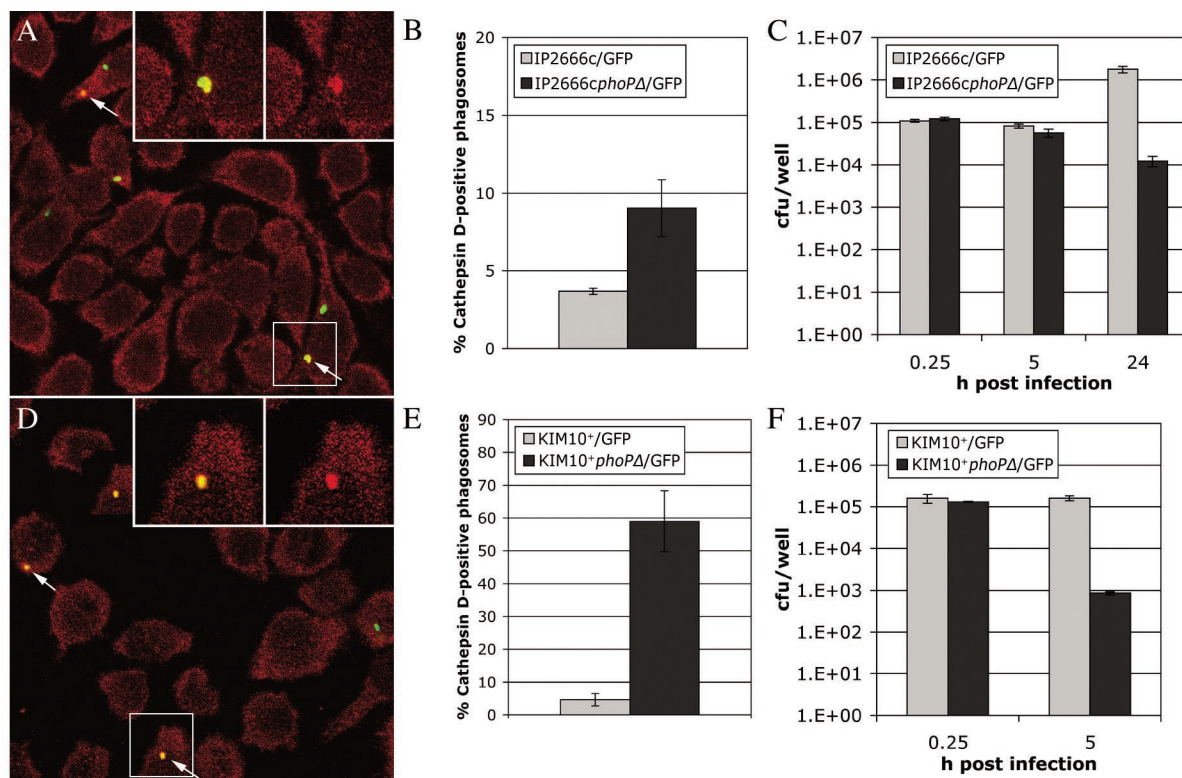 A
B
% Cathepsin D-positive phagosomes
20
15
10
5
0
IP2666c/GFP
IP2666cphoPΔ/GFP
C
cfu/well
1.E+07
1.E+06
1.E+05
1.E+04
1.E+03
1.E+02
1.E+01
1.E+00
IP2666c/GFP
IP2666cphoPΔ/GFP
0.25 5 24
h post infection
D
E
% Cathepsin D-positive phagosomes
90
80
70
60
50
40
30
20
10
0
KIM10⁺/GFP
KIM10⁺phoPΔ/GFP
F
cfu/well
1.E+07
1.E+06
1.E+05
1.E+04
1.E+03
1.E+02
1.E+01
1.E+00
KIM10⁺/GFP
KIM10⁺phoPΔ/GFP
0.25 5
h post infection